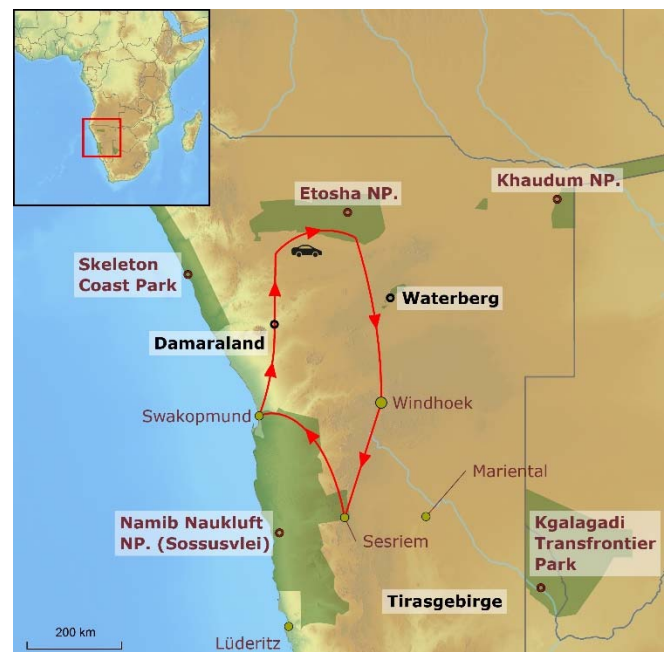 Etosha NP.
Khaudum NP.
Skeleton
Coast Park
Waterberg
Damaraland
Swakopmund
Windhoek
Mariental
Namib Naukluft
NP. (Sossusvlei)
Sesriem
Kgalagadi
Transfrontier
Park
Tirasgebirge
200 km
Lüderitz